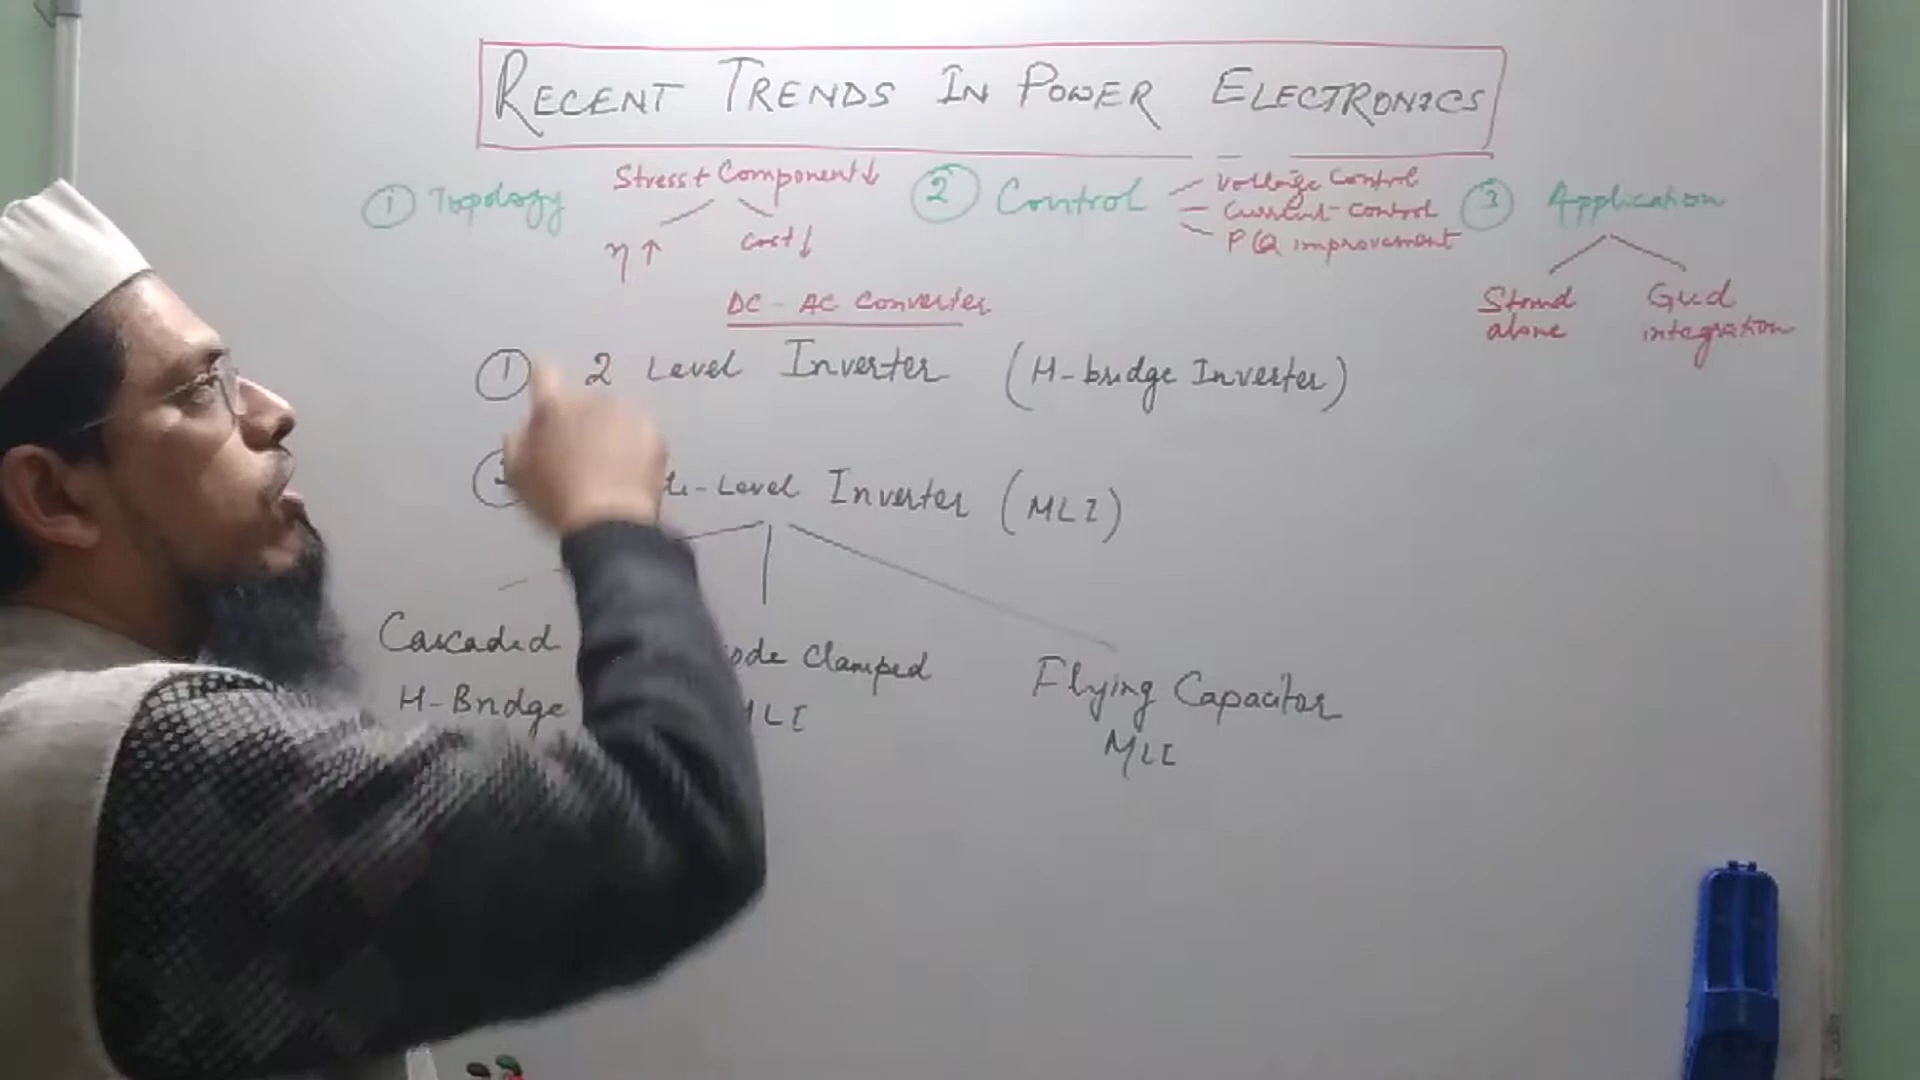 RECENT TRENDS IN POWER ELECTRONICS
① Topology
Stress + Component ↓
η ↑
Cost ↓
② Control
Voltage Control
Current-control
PQ improvement
③ Application
Stand alone
Grid integration
DC - AC Converter
① 2 Level Inverter (H-bridge Inverter)
-Level Inverter (MLI)
Cascaded
H-Bridge
Clamped
Flying Capacitor
MLI